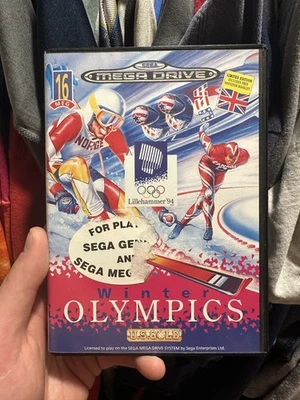 SEGA
MEGA DRIVE
16
MEG
LIMITED EDITION
NORGE
Lillehammer '94
FOR PLAY
SEGA GEN
AND
SEGA MEG
Winter
OLYMPICS
U.S. GOLD
Licensed to play on the SEGA MEGA DRIVE SYSTEM by Sega Enterprises Ltd.